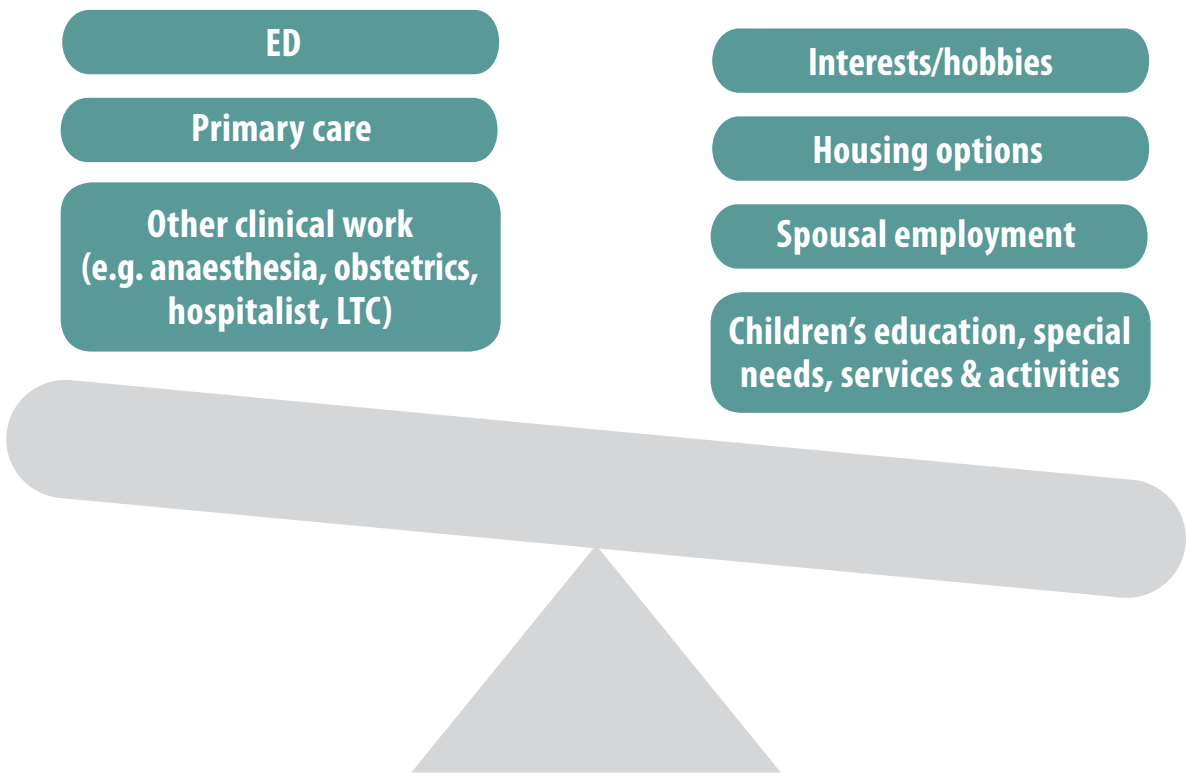 ED
Primary care
Other clinical work
(e.g. anaesthesia, obstetrics,
hospitalist, LTC)
Interests/hobbies
Housing options
Spousal employment
Children’s education, special
needs, services & activities